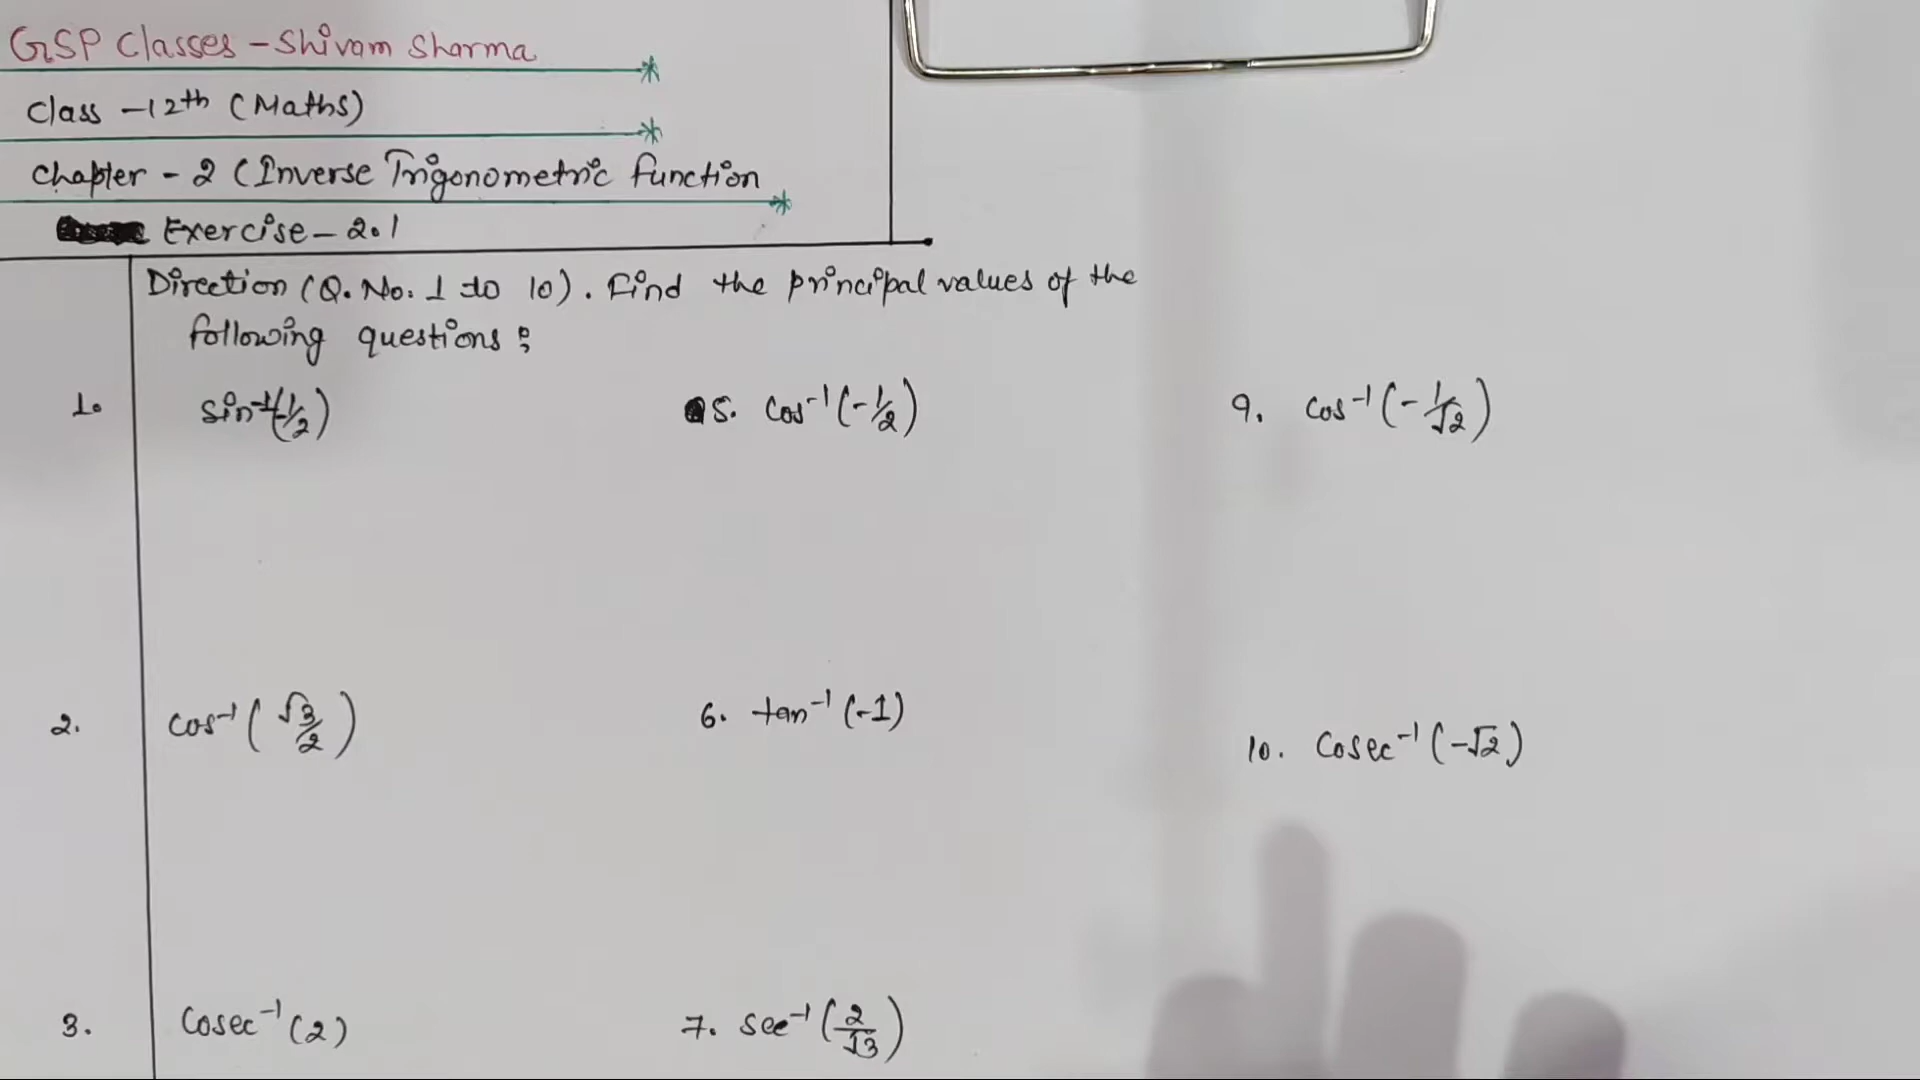 GSP Classes - Shivam Sharma
Class - 12th (Maths)
Chapter - 2 (Inverse Trigonometric function
Exercise - 2.1
Direction (Q. No. 1 to 10). Find the principal values of the
following questions :
1. sin⁻¹(-1/2)
5. cos⁻¹(-1/2)
9. cos⁻¹(-1/√2)
2. cos⁻¹(√3/2)
6. tan⁻¹(-1)
10. Cosec⁻¹(-√2)
3. Cosec⁻¹(2)
7. sec⁻¹(2/√3)